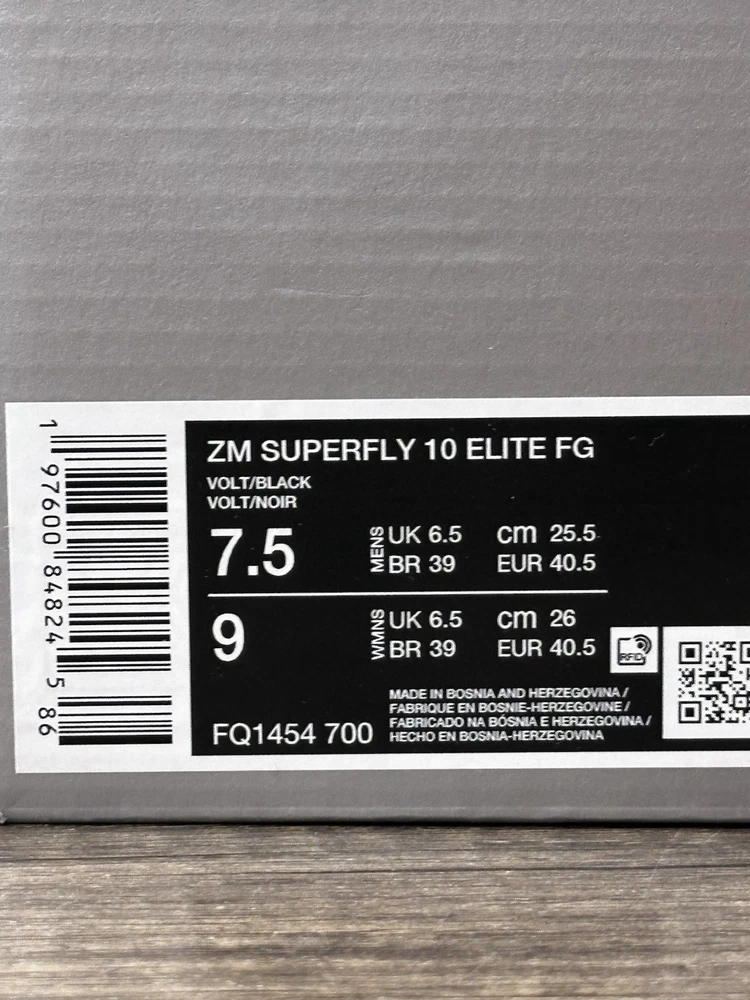 ZM SUPERFLY 10 ELITE FG
VOLT/BLACK
VOLT/NOIR
7.5 MENS UK 6.5 cm 25.5
BR 39 EUR 40.5
9 WMNS UK 6.5 cm 26
BR 39 EUR 40.5
RFID
FQ1454 700
MADE IN BOSNIA AND HERZEGOVINA /
FABRIQUE EN BOSNIE-HERZEGOVINE /
FABRICADO NA BÓSNIA E HERZEGOVINA /
HECHO EN BOSNIA-HERZEGOVINA
1 97600 84824 5 86